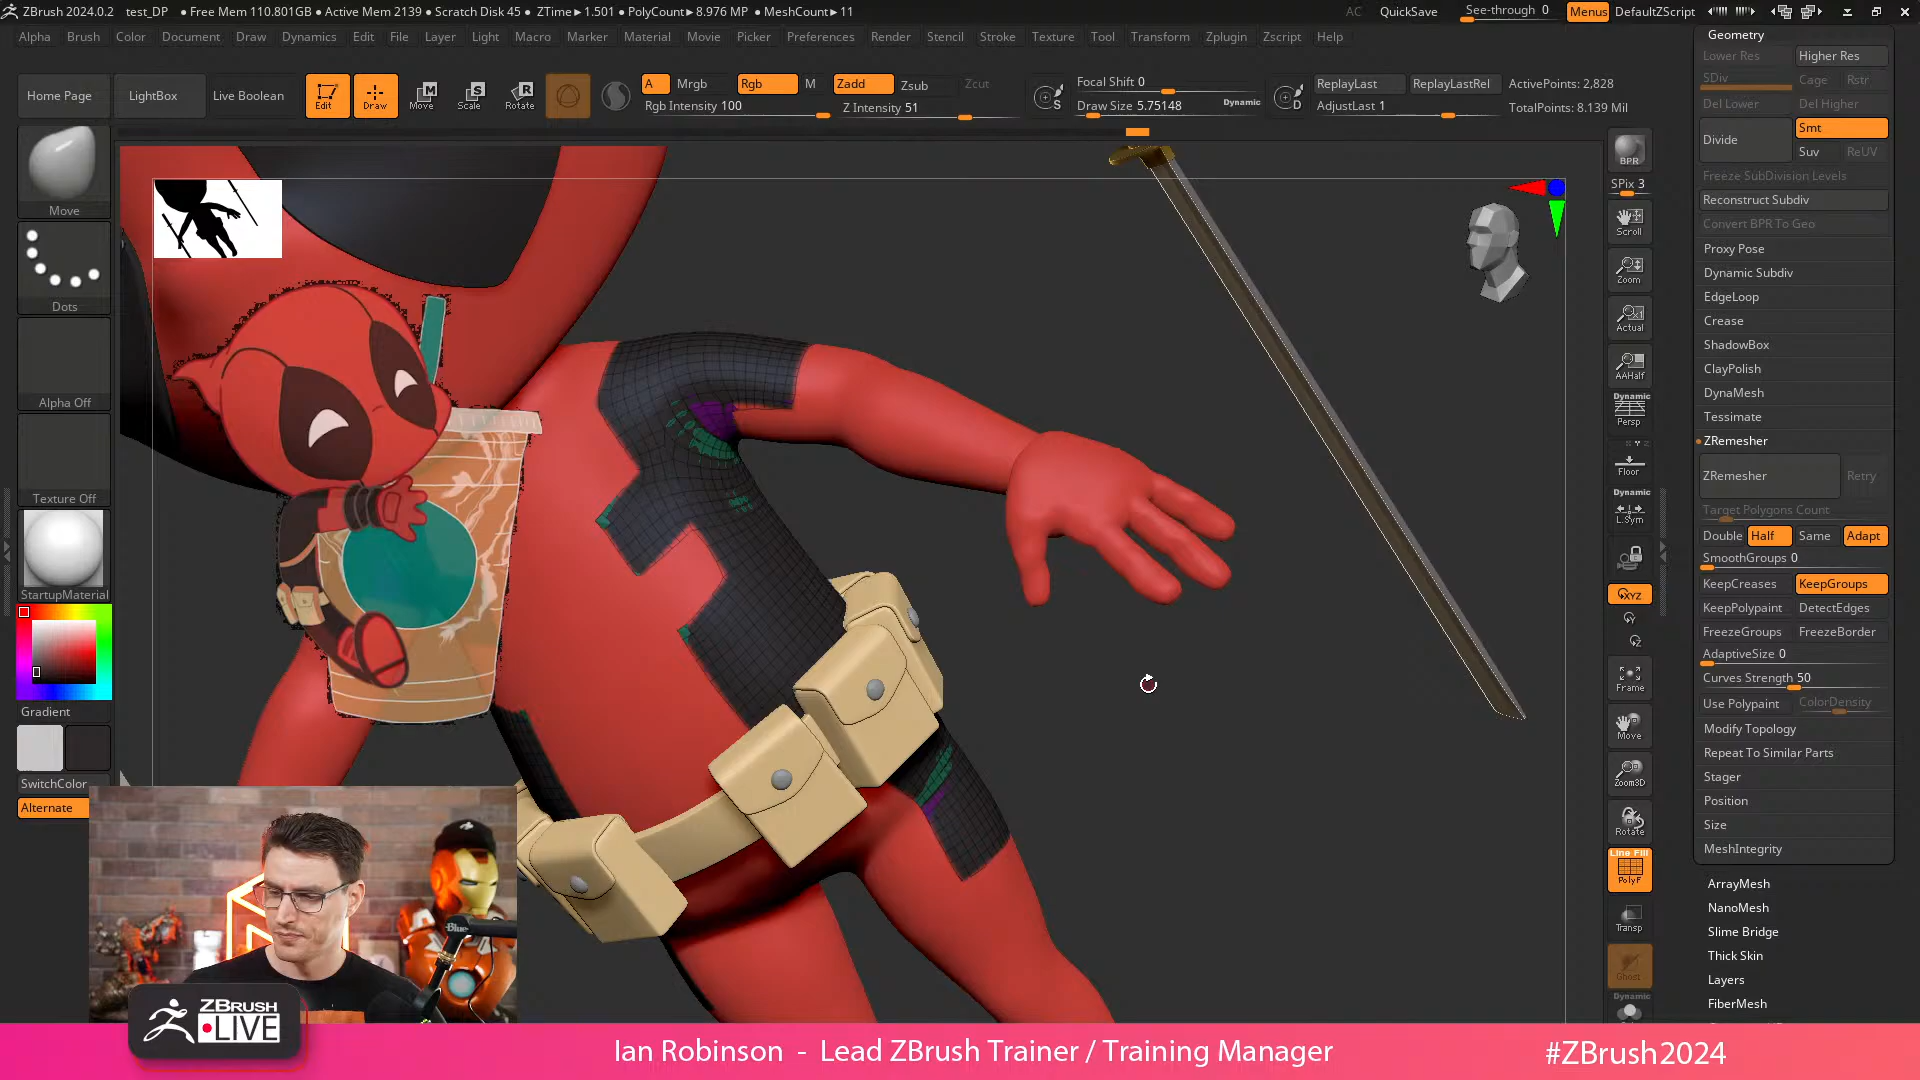 ZBrush 2024.0.2 test_DP • Free Mem 110.801GB • Active Mem 2139 • Scratch Disk 45 • ZTime▸1.501 • PolyCount▸8.976 MP • MeshCount▸11 AC QuickSave See-through 0 Menus DefaultZScript
Alpha Brush Color Document Draw Dynamics Edit File Layer Light Macro Marker Material Movie Picker Preferences Render Stencil Stroke Texture Tool Transform Zplugin Zscript Help
Home Page LightBox Live Boolean Edit Draw Move Scale Rotate
A Mrgb Rgb M Zadd Zsub Zcut
Rgb Intensity 100 Z Intensity 51
Focal Shift 0
Draw Size 5.75148 Dynamic
S
D
ReplayLast ReplayLastRel ActivePoints: 2,828
AdjustLast 1 TotalPoints: 8.139 Mil
Move
Dots
Alpha Off
Texture Off
StartupMaterial
Gradient
SwitchColor
Alternate
BPR
SPix 3
Scroll
Zoom
Actual
AAHalf
Dynamic
Persp
Floor
Dynamic
L.Sym
XYZ
Frame
Move
Zoom3D
Rotate
Line Fill
PolyF
Transp
Ghost
Dynamic
Geometry
Lower Res Higher Res
SDiv Cage Rstr
Del Lower Del Higher
Divide Smt
Suv ReUV
Freeze SubDivision Levels
Reconstruct Subdiv
Convert BPR To Geo
Proxy Pose
Dynamic Subdiv
EdgeLoop
Crease
ShadowBox
ClayPolish
DynaMesh
Tessimate
ZRemesher
ZRemesher Retry
Target Polygons Count
Double Half Same Adapt
SmoothGroups 0
KeepCreases KeepGroups
KeepPolypaint DetectEdges
FreezeGroups FreezeBorder
AdaptiveSize 0
Curves Strength 50
Use Polypaint ColorDensity
Modify Topology
Repeat To Similar Parts
Stager
Position
Size
MeshIntegrity
ArrayMesh
NanoMesh
Slime Bridge
Thick Skin
Layers
FiberMesh
Blue
ZBRUSH
LIVE
Ian Robinson - Lead ZBrush Trainer / Training Manager
#ZBrush2024